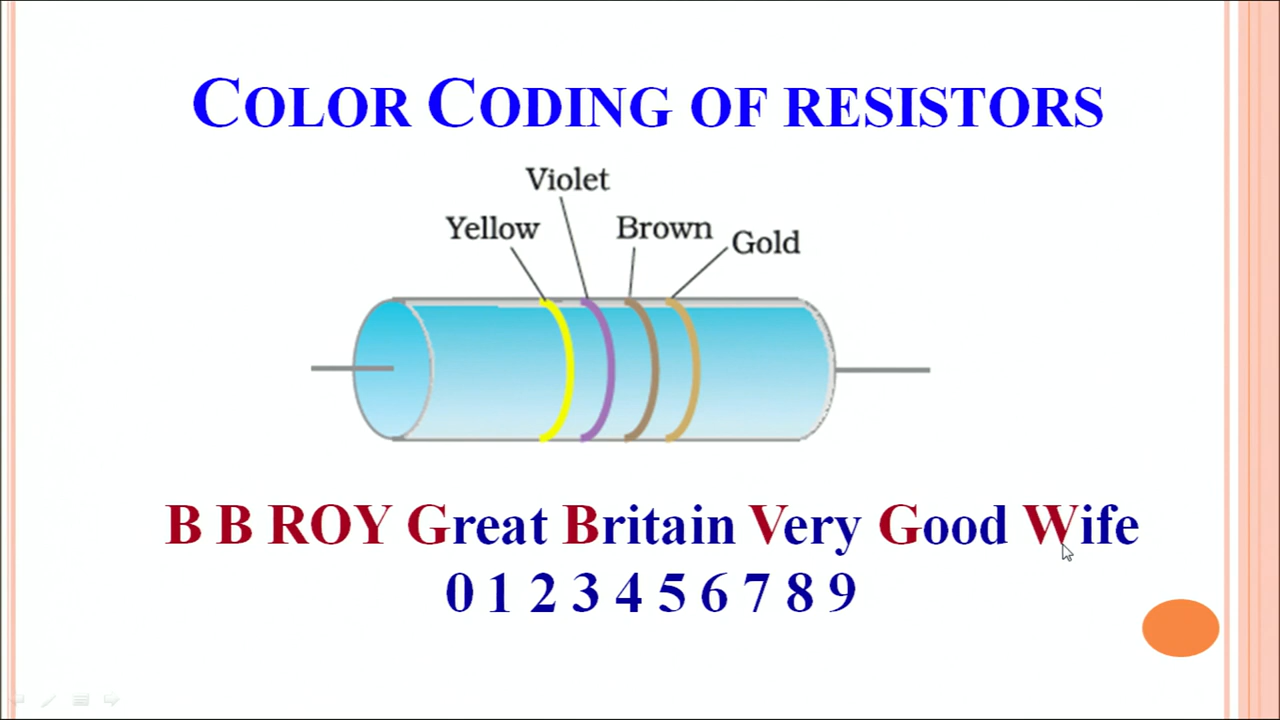 COLOR CODING OF RESISTORS
Violet
Yellow
Brown
Gold
B B ROY Great Britain Very Good Wife
0 1 2 3 4 5 6 7 8 9